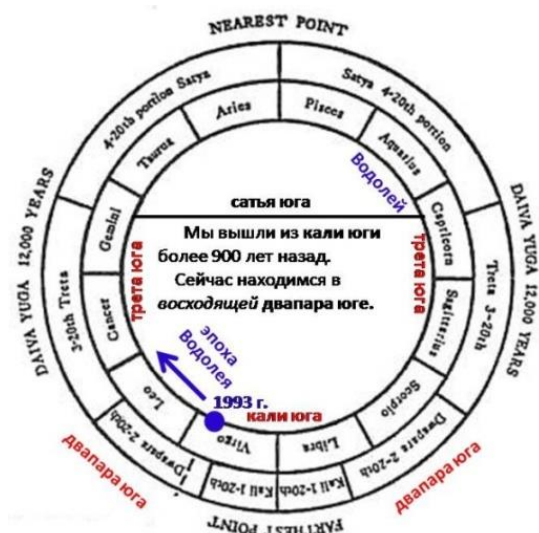 NEAREST POINT
4-20th portion Satya
Satya 4-20th portion
Aries
Pisces
Taurus
Aquarius
Водолей
Gemini
Capricorn
DAIVA YUGA 12,000 YEARS
DAIVA YUGA 12,000 YEARS
сатья юга
Мы вышли из кали юги
более 900 лет назад.
Сейчас находимся в
восходящей двапара юге.
трета юга
трета юга
3-20th Treta
Treta 3-20th
Cancer
Sagittarius
эпоха
Водолея
1993 г.
кали юга
Leo
Scorpio
Virgo
Libra
Dwapara 2-20th
Dwapara 2-20th
Kali 1-20th
Kali 1-20th
двапара юга
двапара юга
FARTHEST POINT